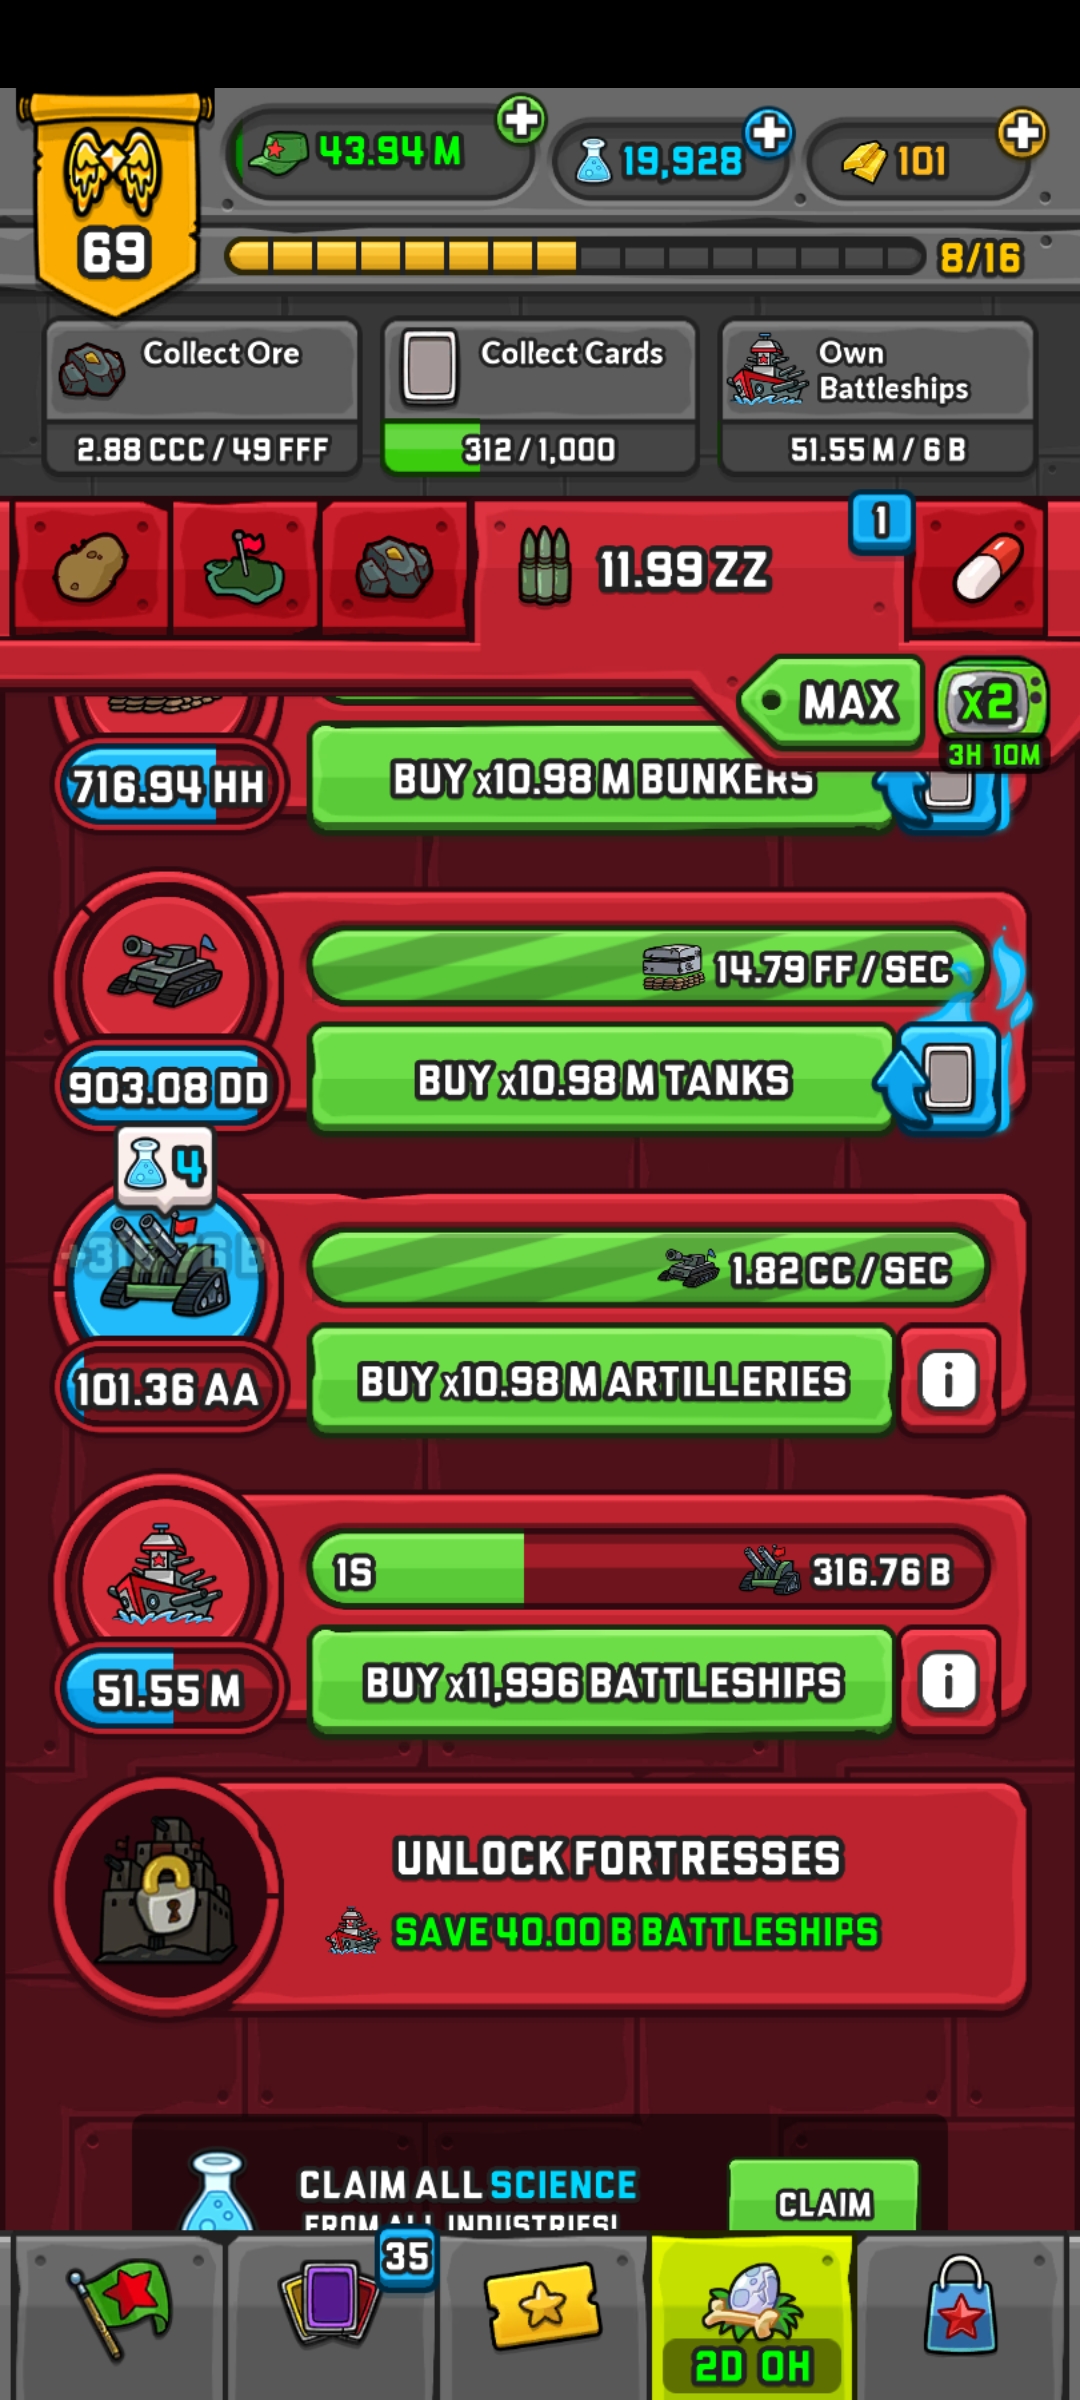 43.94 M
19,928
101
69
8/16
Collect Ore
2.88 CCC / 49 FFF
Collect Cards
312 / 1,000
Own
Battleships
51.55 M / 6 B
11.99 ZZ
1
MAX
x2
3H 10M
716.94 HH
BUY x10.98 M BUNKERS
14.79 FF / SEC
903.08 DD
BUY x10.98 M TANKS
4
1.82 CC / SEC
101.36 AA
BUY x10.98 M ARTILLERIES
i
1S
316.76 B
51.55 M
BUY x11,996 BATTLESHIPS
i
UNLOCK FORTRESSES
SAVE 40.00 B BATTLESHIPS
CLAIM ALL SCIENCE
FROM ALL INDUSTRIES!
CLAIM
35
2D 0H